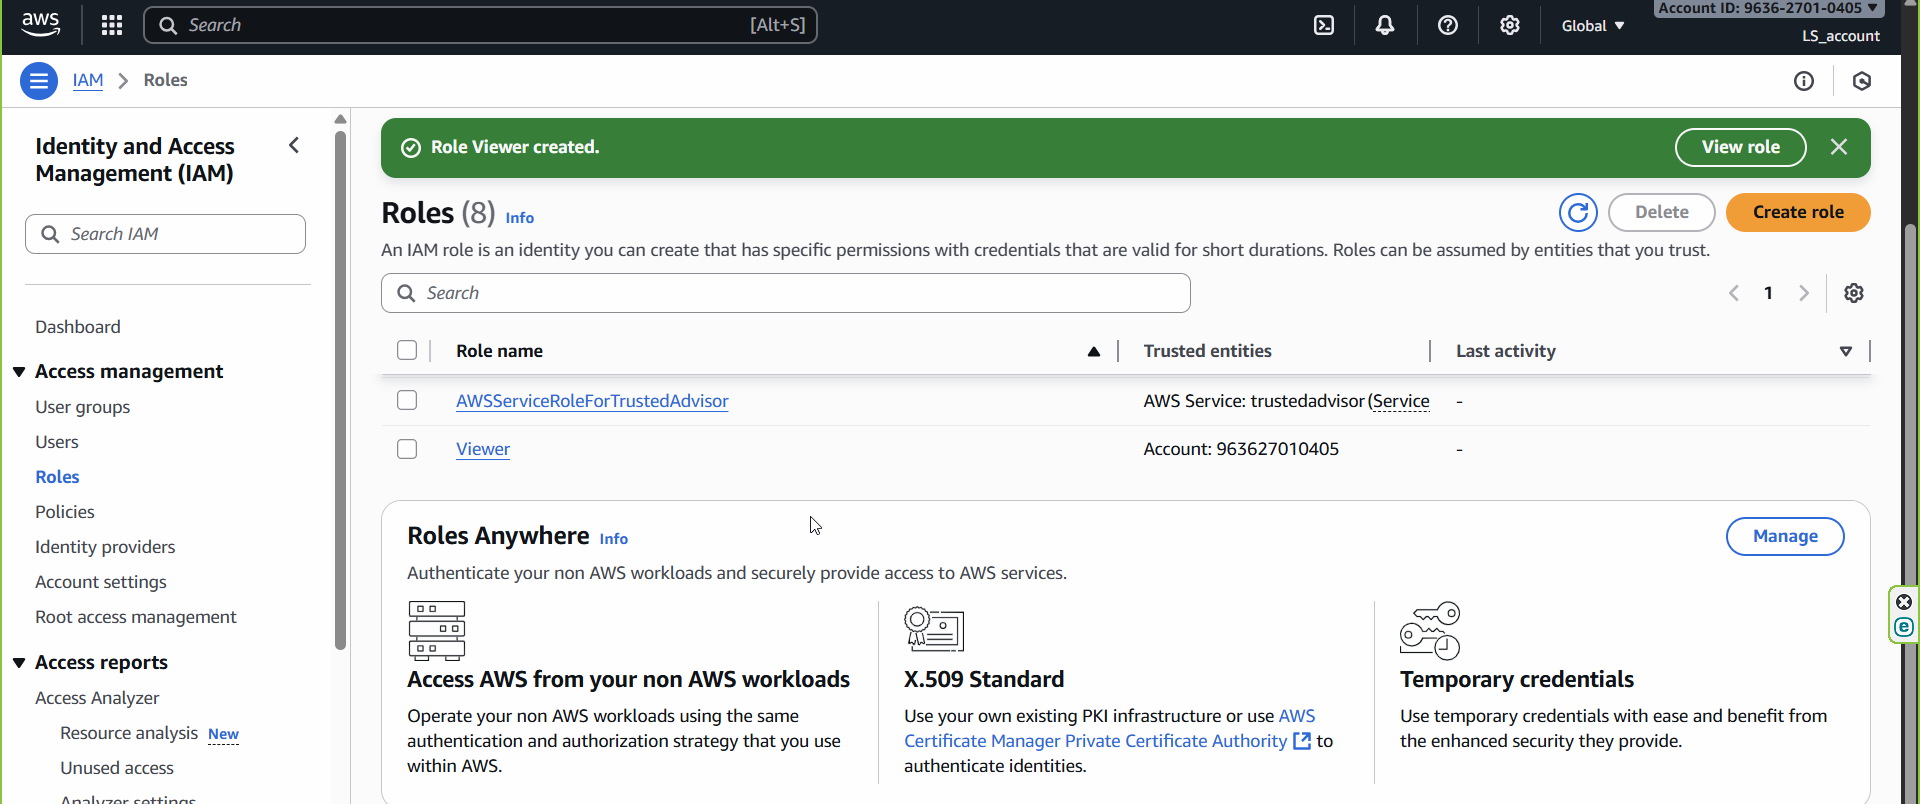 aws
Search
[Alt+S]
Global
Account ID: 9636-2701-0405
LS_account
IAM
Roles
Identity and Access
Management (IAM)
Search IAM
Dashboard
Access management
User groups
Users
Roles
Policies
Identity providers
Account settings
Root access management
Access reports
Access Analyzer
Resource analysis New
Unused access
Analyzer settings
Role Viewer created.
View role
Roles (8) Info
Delete
Create role
An IAM role is an identity you can create that has specific permissions with credentials that are valid for short durations. Roles can be assumed by entities that you trust.
Search
1
Role name
Trusted entities
Last activity
AWSServiceRoleForTrustedAdvisor
AWS Service: trustedadvisor (Service
-
Viewer
Account: 963627010405
-
Roles Anywhere Info
Manage
Authenticate your non AWS workloads and securely provide access to AWS services.
Access AWS from your non AWS workloads
Operate your non AWS workloads using the same
authentication and authorization strategy that you use
within AWS.
X.509 Standard
Use your own existing PKI infrastructure or use AWS
Certificate Manager Private Certificate Authority to
authenticate identities.
Temporary credentials
Use temporary credentials with ease and benefit from
the enhanced security they provide.